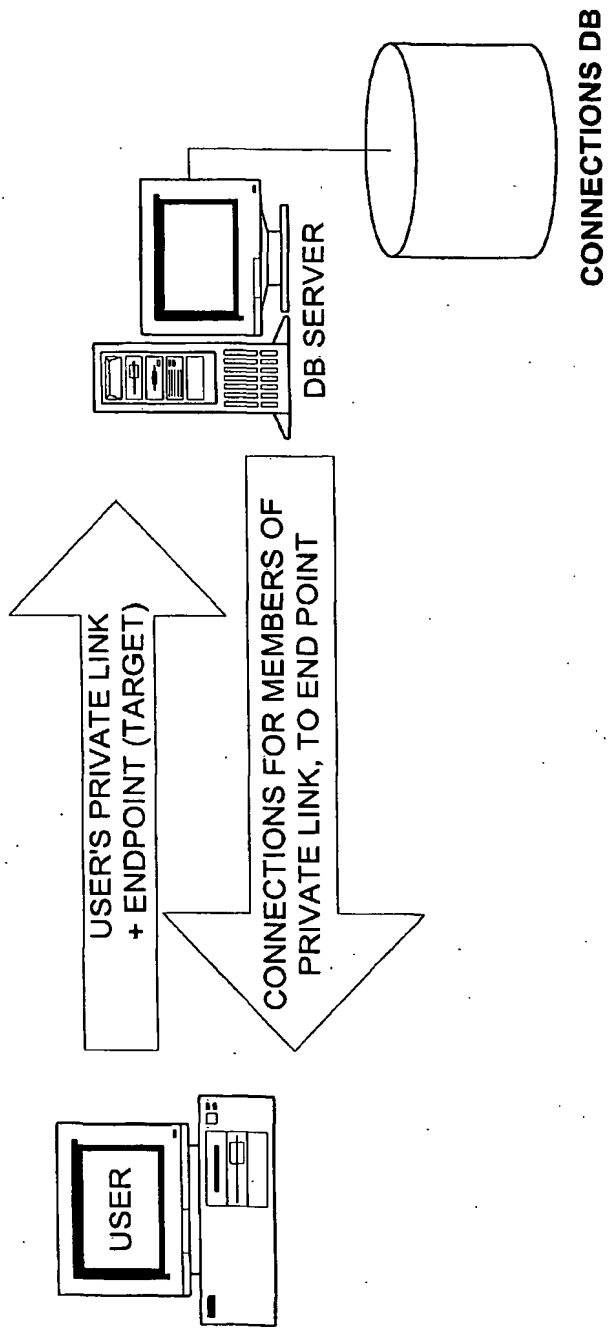 USER
USER'S PRIVATE LINK
+ ENDPOINT (TARGET)
CONNECTIONS FOR MEMBERS OF
PRIVATE LINK, TO END POINT
DB SERVER
CONNECTIONS DB